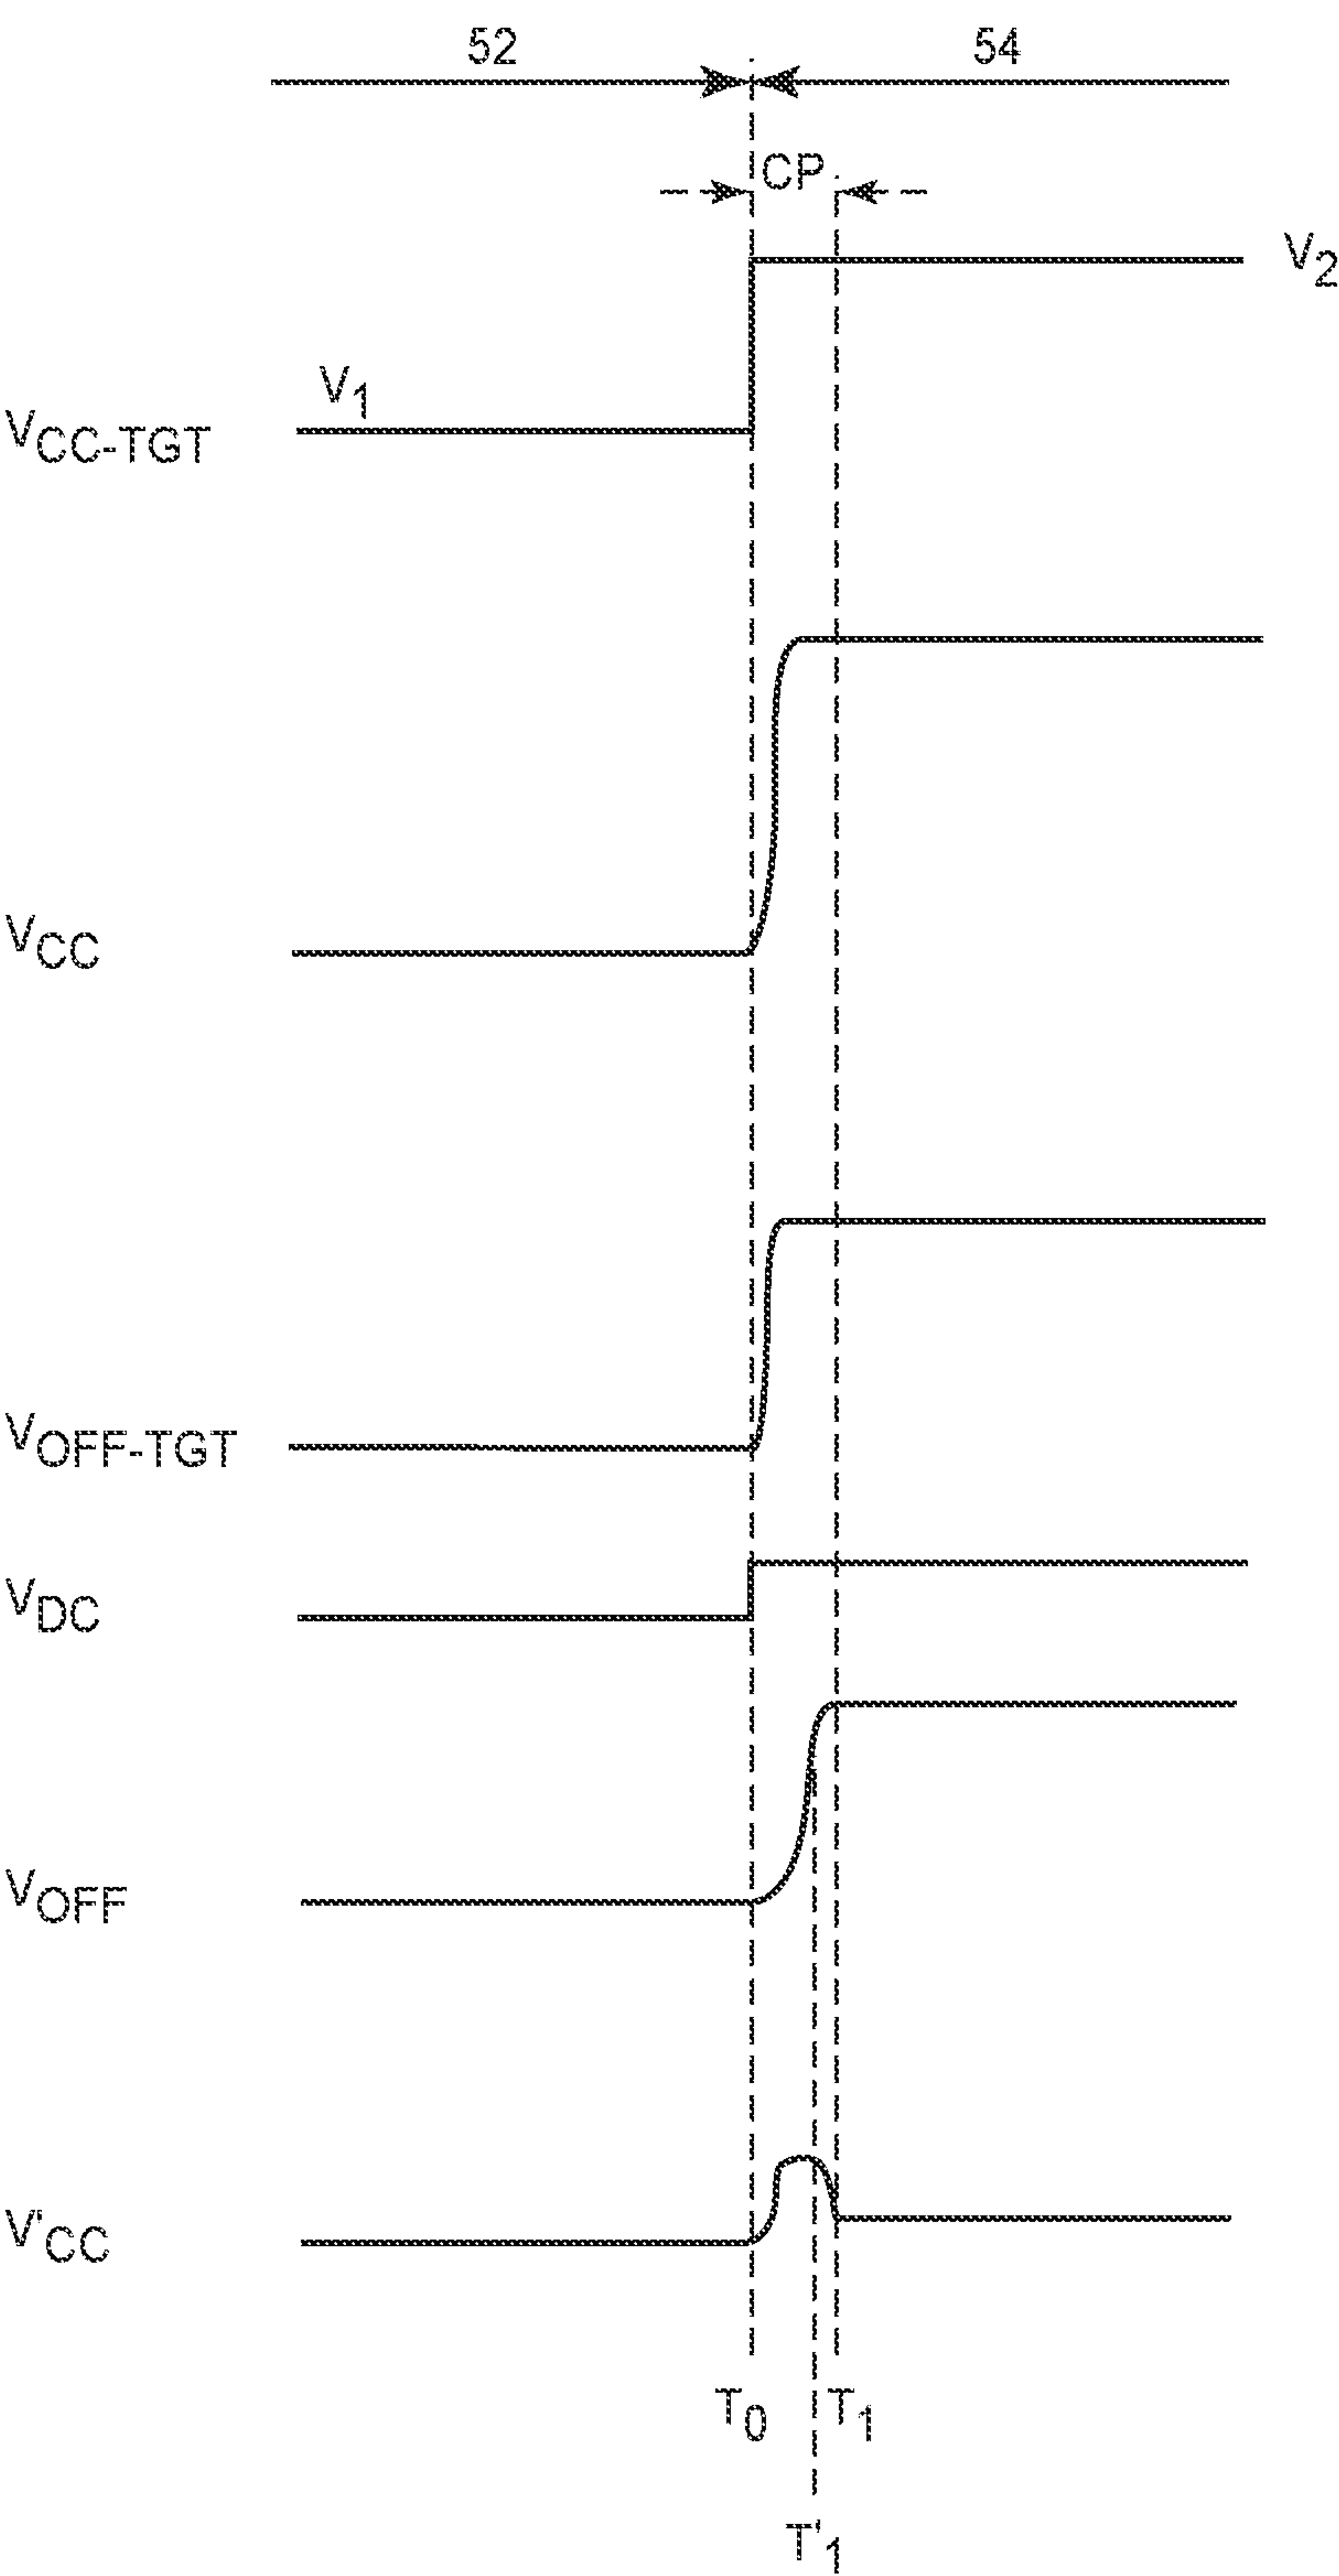 52 54
CP
V2
V1
VCC-TGT
VCC
VOFF-TGT
VDC
VOFF
V'CC
T0 T1
T'1